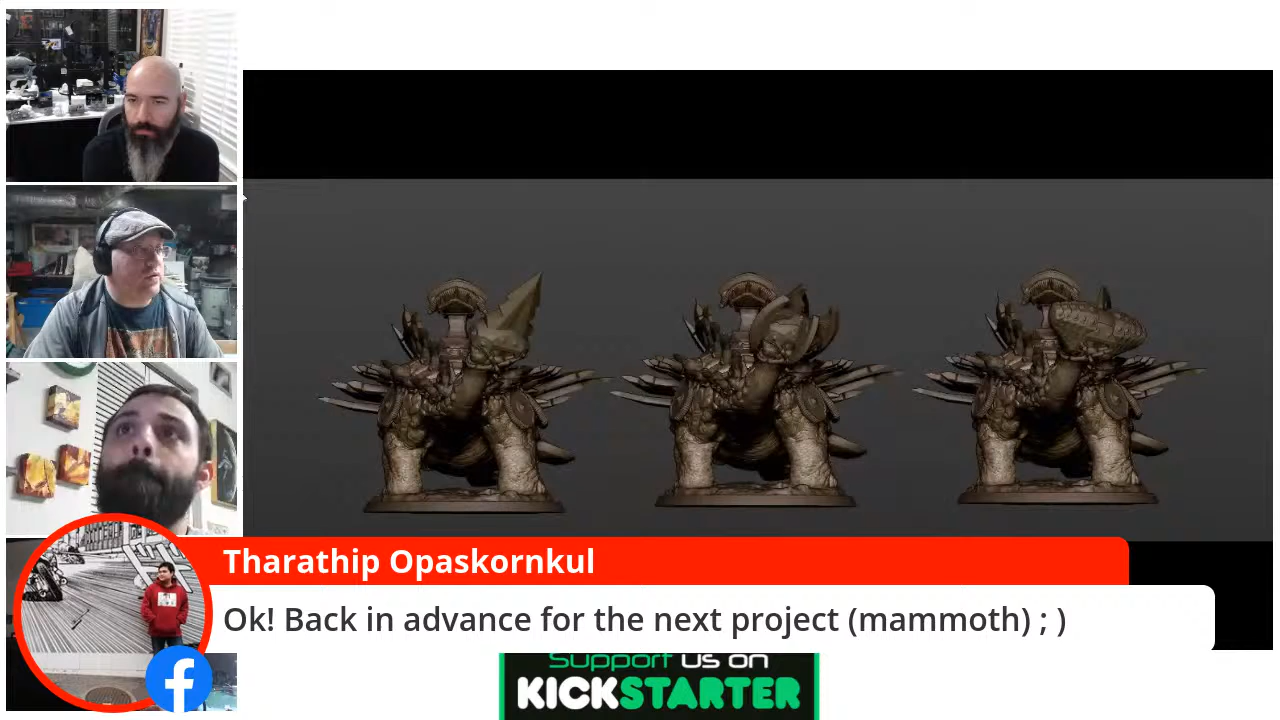 Tharathip Opaskornkul
Ok! Back in advance for the next project (mammoth) ; )
Support us on
KICKSTARTER